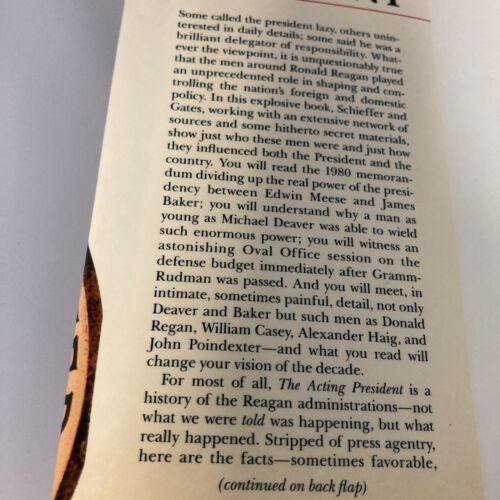 Some called the president lazy, others unin-
terested in daily details; some said he was a
brilliant delegator of responsibility. What-
ever the viewpoint, it is unquestionably true
that the men around Ronald Reagan played
an unprecedented role in shaping and con-
trolling the nation's foreign and domestic
policy. In this explosive book, Schieffer and
Gates, working with an extensive network of
sources and some hitherto secret materials,
show just who these men were and just how
they influenced both the President and the
country. You will read the 1980 memoran-
dum dividing up the real power of the presi-
dency between Edwin Meese and James
Baker; you will understand why a man as
young as Michael Deaver was able to wield
such enormous power; you will witness an
astonishing Oval Office session on the
defense budget immediately after Gramm-
Rudman was passed. And you will meet, in
intimate, sometimes painful, detail, not only
Deaver and Baker but such men as Donald
Regan, William Casey, Alexander Haig, and
John Poindexter—and what you read will
change your vision of the decade.
For most of all, The Acting President is a
history of the Reagan administrations—not
what we were told was happening, but what
really happened. Stripped of press agentry,
here are the facts—sometimes favorable,
(continued on back flap)